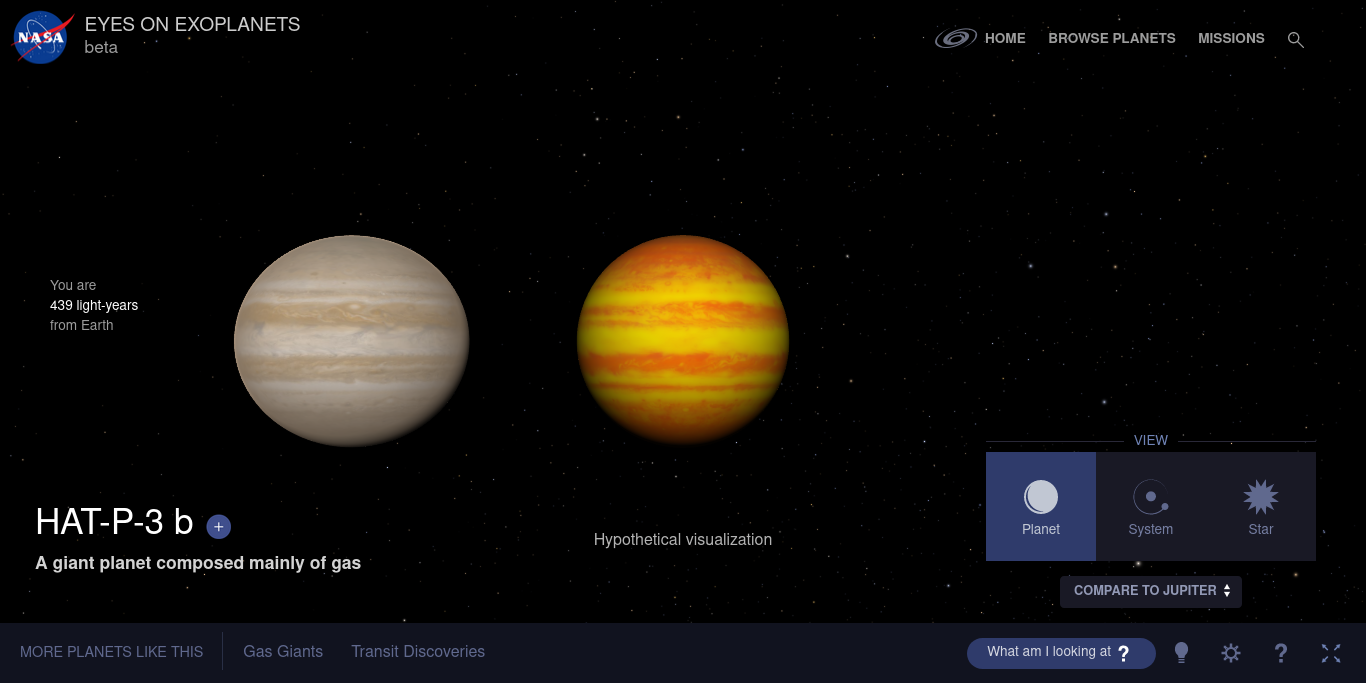 NASA
EYES ON EXOPLANETS
beta
HOME
BROWSE PLANETS
MISSIONS
You are
439 light-years
from Earth
HAT-P-3 b +
A giant planet composed mainly of gas
Hypothetical visualization
VIEW
Planet
System
Star
COMPARE TO JUPITER
MORE PLANETS LIKE THIS
Gas Giants
Transit Discoveries
What am I looking at ?
?